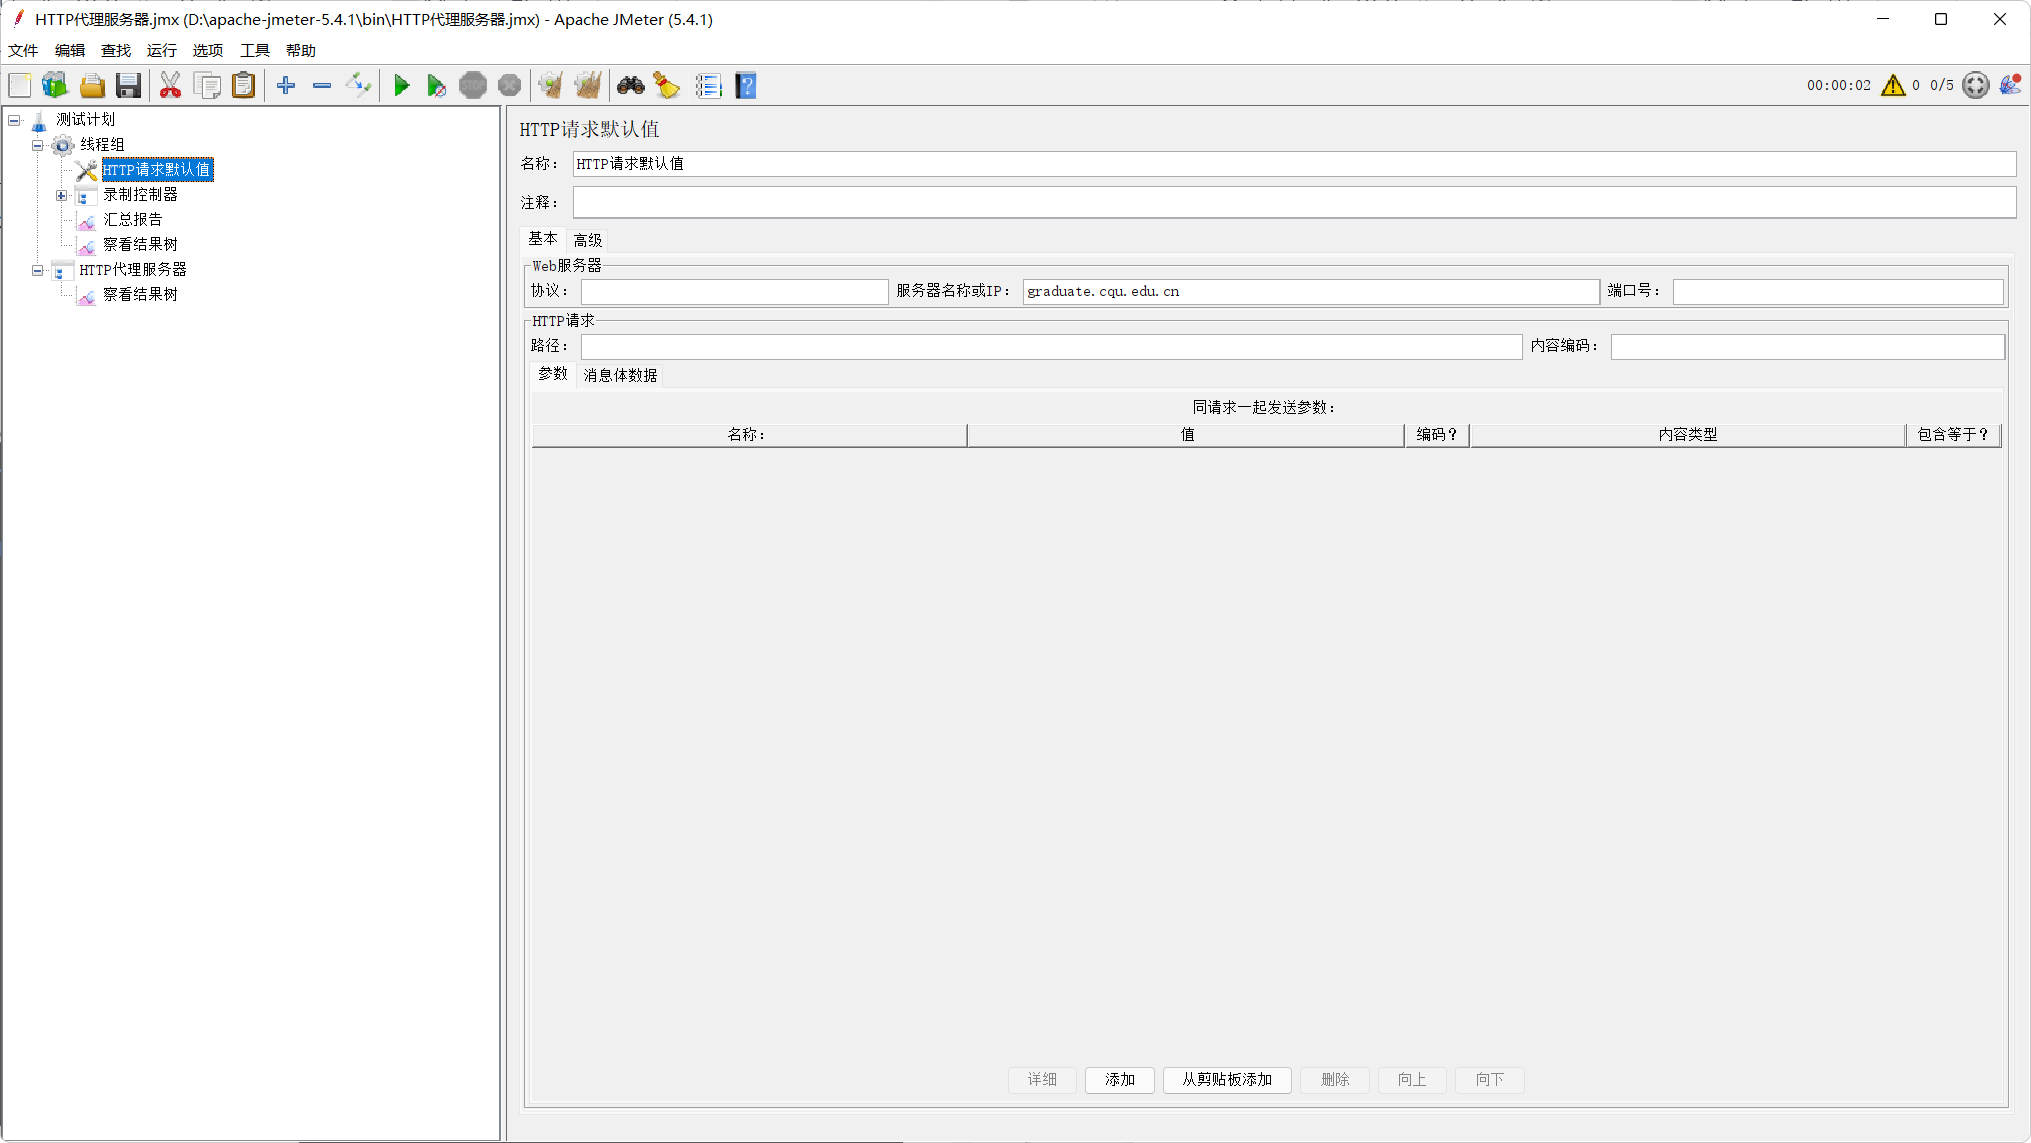 HTTP代理服务器.jmx (D:\apache-jmeter-5.4.1\bin\HTTP代理服务器.jmx) - Apache JMeter (5.4.1)
文件 编辑 查找 运行 选项 工具 帮助
STOP ? 00:00:02 0 0/5
测试计划
线程组
HTTP请求默认值
录制控制器
汇总报告
察看结果树
HTTP代理服务器
察看结果树
HTTP请求默认值
名称： HTTP请求默认值
注释：
基本 高级
Web服务器
协议： 服务器名称或IP： graduate.cqu.edu.cn 端口号：
HTTP请求
路径： 内容编码：
参数 消息体数据
同请求一起发送参数：
名称： 值 编码？ 内容类型 包含等于？
详细 添加 从剪贴板添加 删除 向上 向下